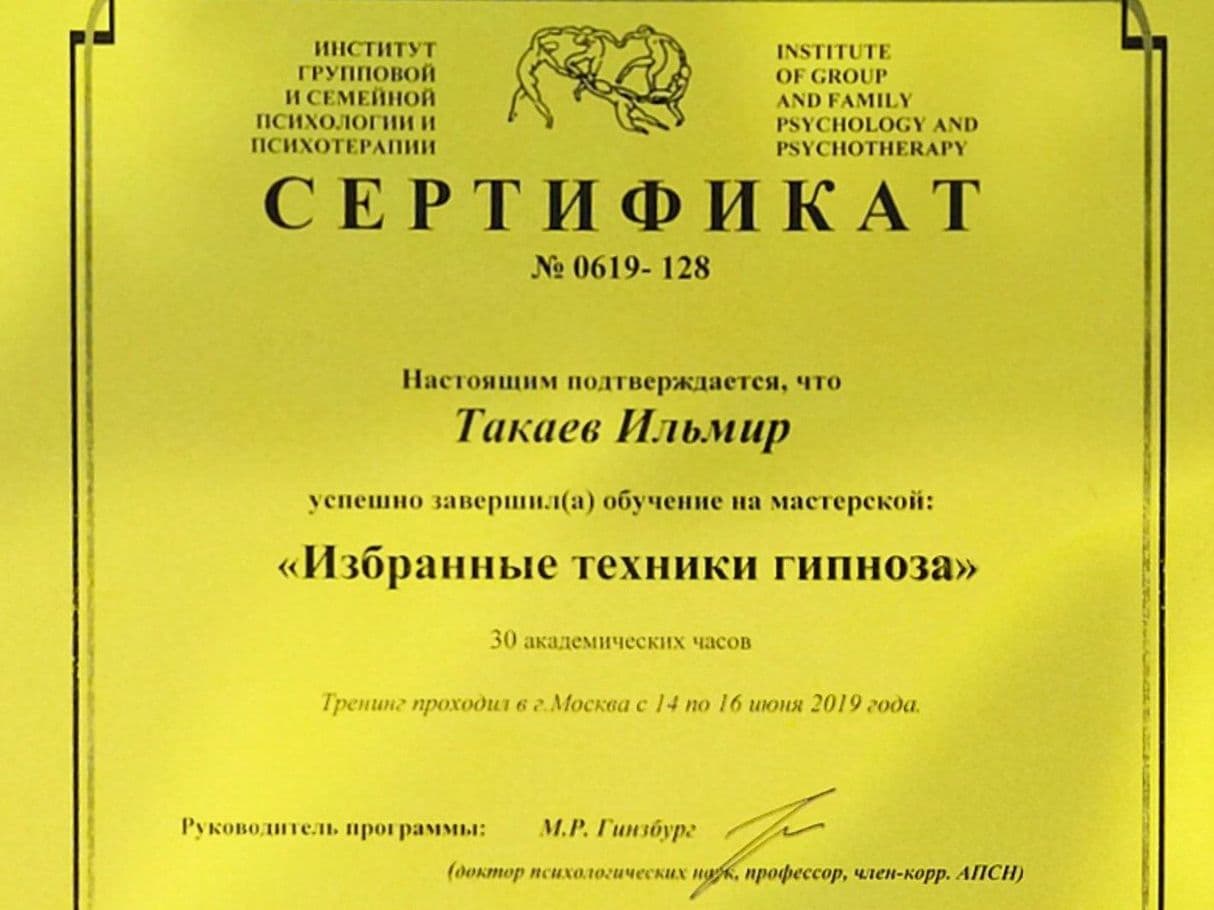 ИНСТИТУТ
ГРУППОВОЙ
И СЕМЕЙНОЙ
ПСИХОЛОГИИ И
ПСИХОТЕРАПИИ
INSTITUTE
OF GROUP
AND FAMILY
PSYCHOLOGY AND
PSYCHOTHERAPY
СЕРТИФИКАТ
№ 0619- 128
Настоящим подтверждается, что
Такаев Ильмир
успешно завершил(а) обучение на мастерской:
«Избранные техники гипноза»
30 академических часов
Тренинг проходил в г.Москва с 14 по 16 июня 2019 года.
Руководитель программы: М.Р. Гинзбург
(доктор психологических наук, профессор, член-корр. АПСН)